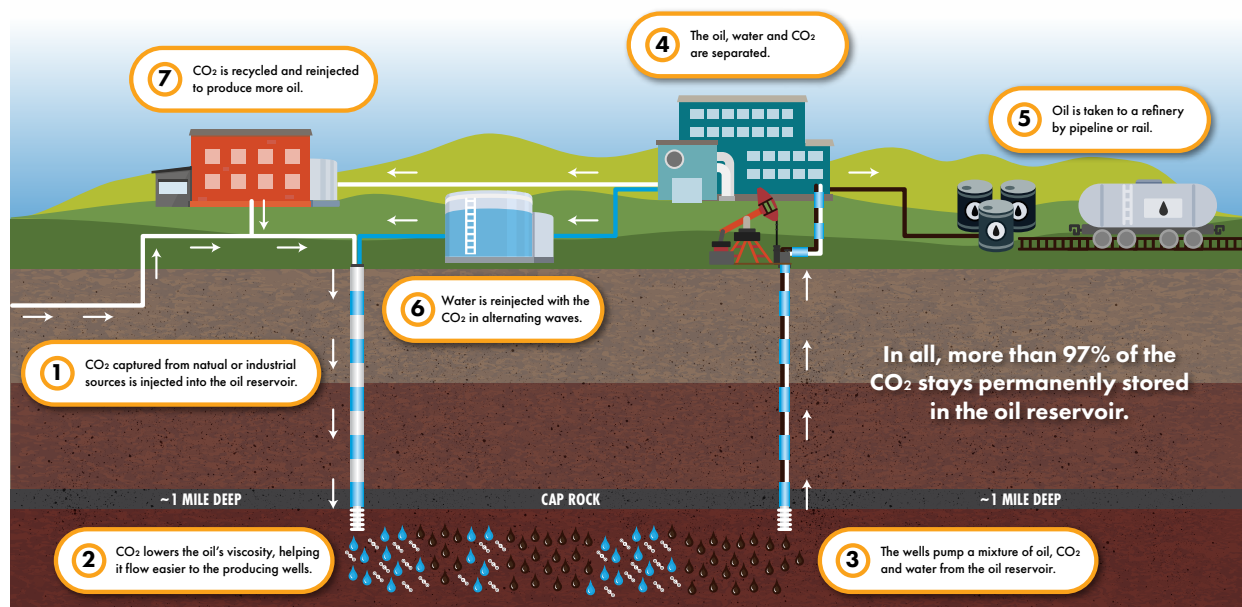 1
CO2 captured from natual or industrial
sources is injected into the oil reservoir.
2
CO2 lowers the oil's viscosity, helping
it flow easier to the producing wells.
3
The wells pump a mixture of oil, CO2
and water from the oil reservoir.
4
The oil, water and CO2
are separated.
5
Oil is taken to a refinery
by pipeline or rail.
6
Water is reinjected with the
CO2 in alternating waves.
7
CO2 is recycled and reinjected
to produce more oil.
In all, more than 97% of the
CO2 stays permanently stored
in the oil reservoir.
~1 MILE DEEP
CAP ROCK
~1 MILE DEEP